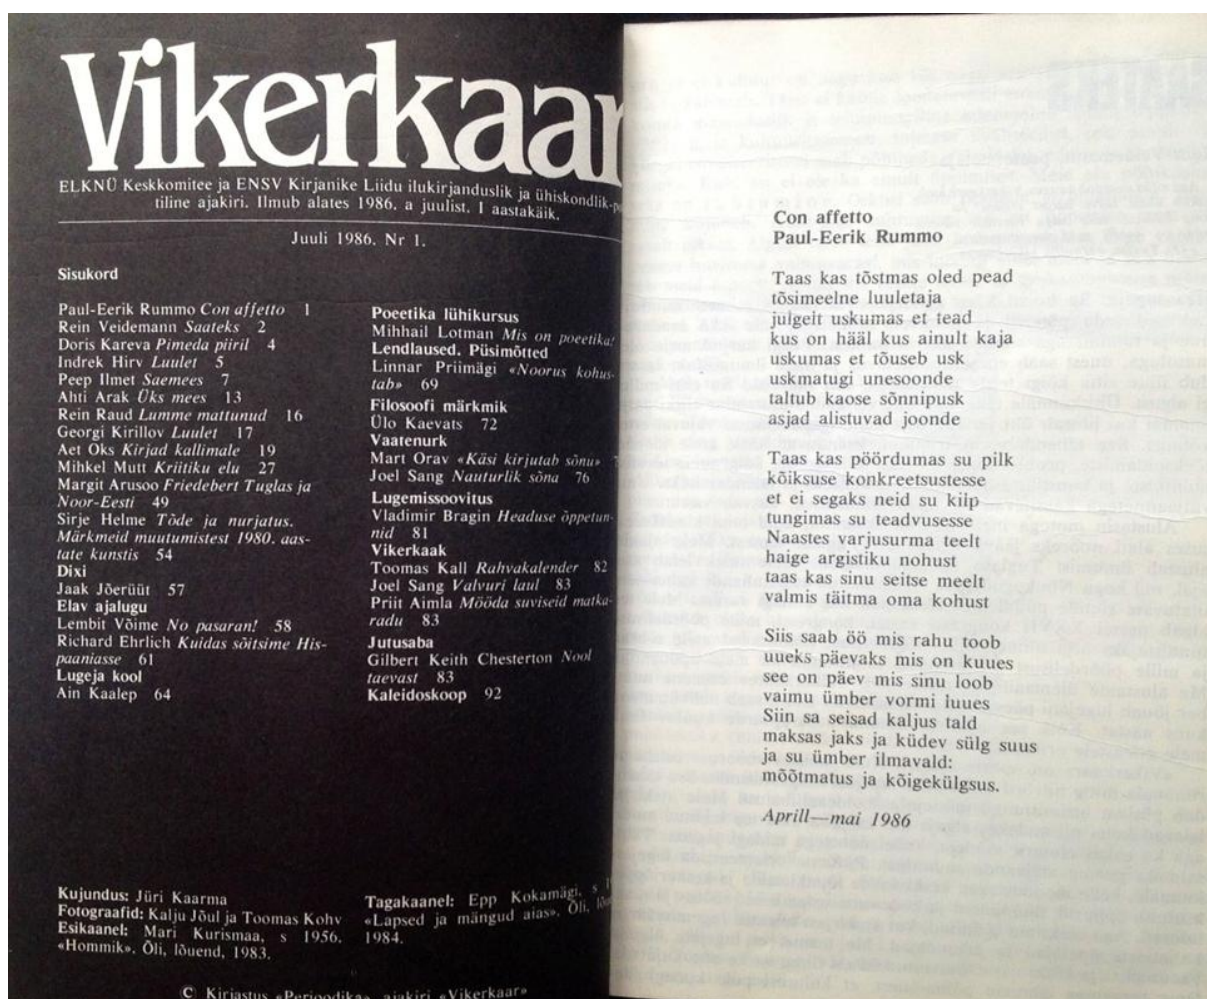 Vikerkaar
ELKNÜ Keskkomitee ja ENSV Kirjanike Liidu ilukirjanduslik ja ühiskondlik-po
tiline ajakiri. Ilmub alates 1986. a juulist. I aastakäik.
Juuli 1986. Nr 1.
Sisukord
Paul-Eerik Rummo Con affetto 1
Rein Veidemann Saateks 2
Doris Kareva Pimeda piiril 4
Indrek Hirv Luulet 5
Peep Ilmet Saemees 7
Ahti Arak Üks mees 13
Rein Raud Lumme mattunud 16
Georgi Kirillov Luulet 17
Aet Oks Kirjad kallimale 19
Mihkel Mutt Kriitiku elu 27
Margit Arusoo Friedebert Tuglas ja
Noor-Eesti 49
Sirje Helme Tõde ja nurjatus.
Märkmeid muutumistest 1980. aas-
tate kunstis 54
Dixi
Jaak Jõerüüt 57
Elav ajalugu
Lembit Võime No pasaran! 58
Richard Ehrlich Kuidas sõitsime His-
paaniasse 61
Lugeja kool
Ain Kaalep 64
Poeetika lühikursus
Mihhail Lotman Mis on poeetika?
Lendlaused. Püsimõtted
Linnar Priimägi «Noorus kohus-
tab» 69
Filosoofi märkmik
Ülo Kaevats 72
Vaatenurk
Mart Orav «Käsi kirjutab sõnu»
Joel Sang Nauturlik sõna 76
Lugemissoovitus
Vladimir Bragin Headuse õppetun-
nid 81
Vikerkaak
Toomas Kall Rahvakalender 82
Joel Sang Valvuri laul 83
Priit Aimla Mööda suviseid matka-
radu 83
Jutusaba
Gilbert Keith Chesterton Nool
taevast 83
Kaleidoskoop 92
Kujundus: Jüri Kaarma
Fotograafid: Kalju Jõul ja Toomas Kohv
Esikaanel: Mari Kurismaa, s 1956.
«Hommik». Õli, lõuend, 1983.
Tagakaanel: Epp Kokamägi, s
«Lapsed ja mängud aias». Õli,
1984.
© Kirjastus «Perioodika», ajakiri «Vikerkaar»
Con affetto
Paul-Eerik Rummo
Taas kas tõstmas oled pead
tõsimeelne luuletaja
julgeit uskumas et tead
kus on hääl kus ainult kaja
uskumas et tõuseb usk
uskmatugi unesoonde
taltub kaose sõnnipusk
asjad alistuvad joonde
Taas kas pöördumas su pilk
kõiksuse konkreetsustesse
et ei segaks neid su kilp
tungimas su teadvusesse
Naastes varjusurma teelt
haige argistiku nohust
taas kas sinu seitse meelt
valmis täitma oma kohust
Siis saab öö mis rahu toob
uueks päevaks mis on kuues
see on päev mis sinu loob
vaimu ümber vormi luues
Siin sa seisad kaljus tald
maksas jaks ja küdev sülg suus
ja su ümber ilmavald:
mõõtmatus ja kõigekülgsus.
Aprill—mai 1986